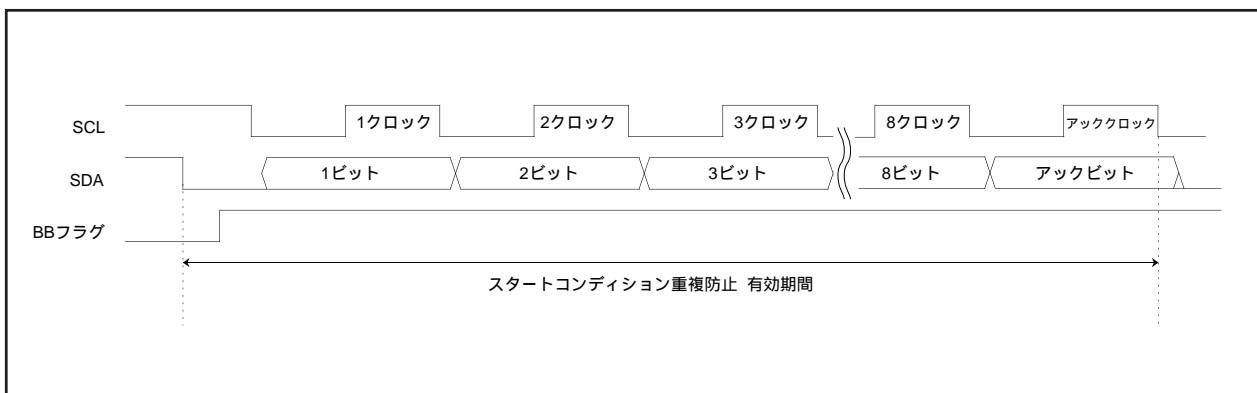 SCL
1クロック
2クロック
3クロック
8クロック
アッククロック
SDA
1ビット
2ビット
3ビット
8ビット
アックビット
BBフラグ
スタートコンディション重複防止 有効期間